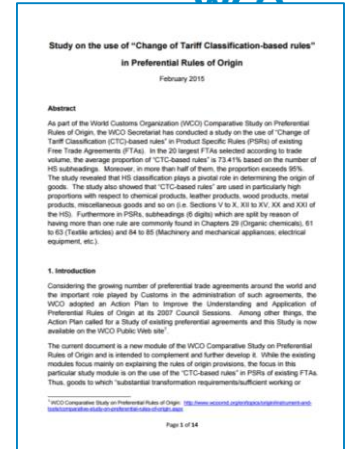 Study on the use of “Change of Tariff Classification-based rules”
in Preferential Rules of Origin
February 2015
Abstract
As part of the World Customs Organization (WCO) Comparative Study on Preferential
Rules of Origin, the WCO Secretariat has conducted a study on the use of “Change of
Tariff Classification (CTC)-based rules” in Product Specific Rules (PSRs) of existing
Free Trade Agreements (FTAs). In the 20 largest FTAs selected according to trade
volume, the average proportion of “CTC-based rules” is 73.41% based on the number of
HS subheadings. Moreover, in more than half of them, the proportion exceeds 95%.
The study revealed that HS classification plays a pivotal role in determining the origin of
goods. The study also showed that “CTC-based rules” are used in particularly high
proportions with respect to chemical products, leather products, wood products, metal
products, miscellaneous goods and so on (i.e. Sections V to X, XII to XV, XX and XXI of
the HS). Furthermore in PSRs, subheadings (6 digits) which are split by reason of
having more than one rule are commonly found in Chapters 29 (Organic chemicals), 61
to 63 (Textile articles) and 84 to 85 (Machinery and mechanical appliances; electrical
equipment, etc.).
1. Introduction
Considering the growing number of preferential trade agreements around the world and
the important role played by Customs in the administration of such agreements, the
WCO adopted an Action Plan to Improve the Understanding and Application of
Preferential Rules of Origin at its 2007 Council Sessions. Among other things, the
Action Plan called for a Study of existing preferential agreements and this Study is now
available on the WCO Public Web site¹.
The current document is a new module of the WCO Comparative Study on Preferential
Rules of Origin and is intended to complement and further develop it. While the existing
modules focus mainly on explaining the rules of origin provisions, the focus in this
particular study module is on the use of the “CTC-based rules” in PSRs of existing FTAs.
Thus, goods to which “substantial transformation requirements/sufficient working or
¹ WCO Comparative Study on Preferential Rules of Origin:
Page 1 of 14